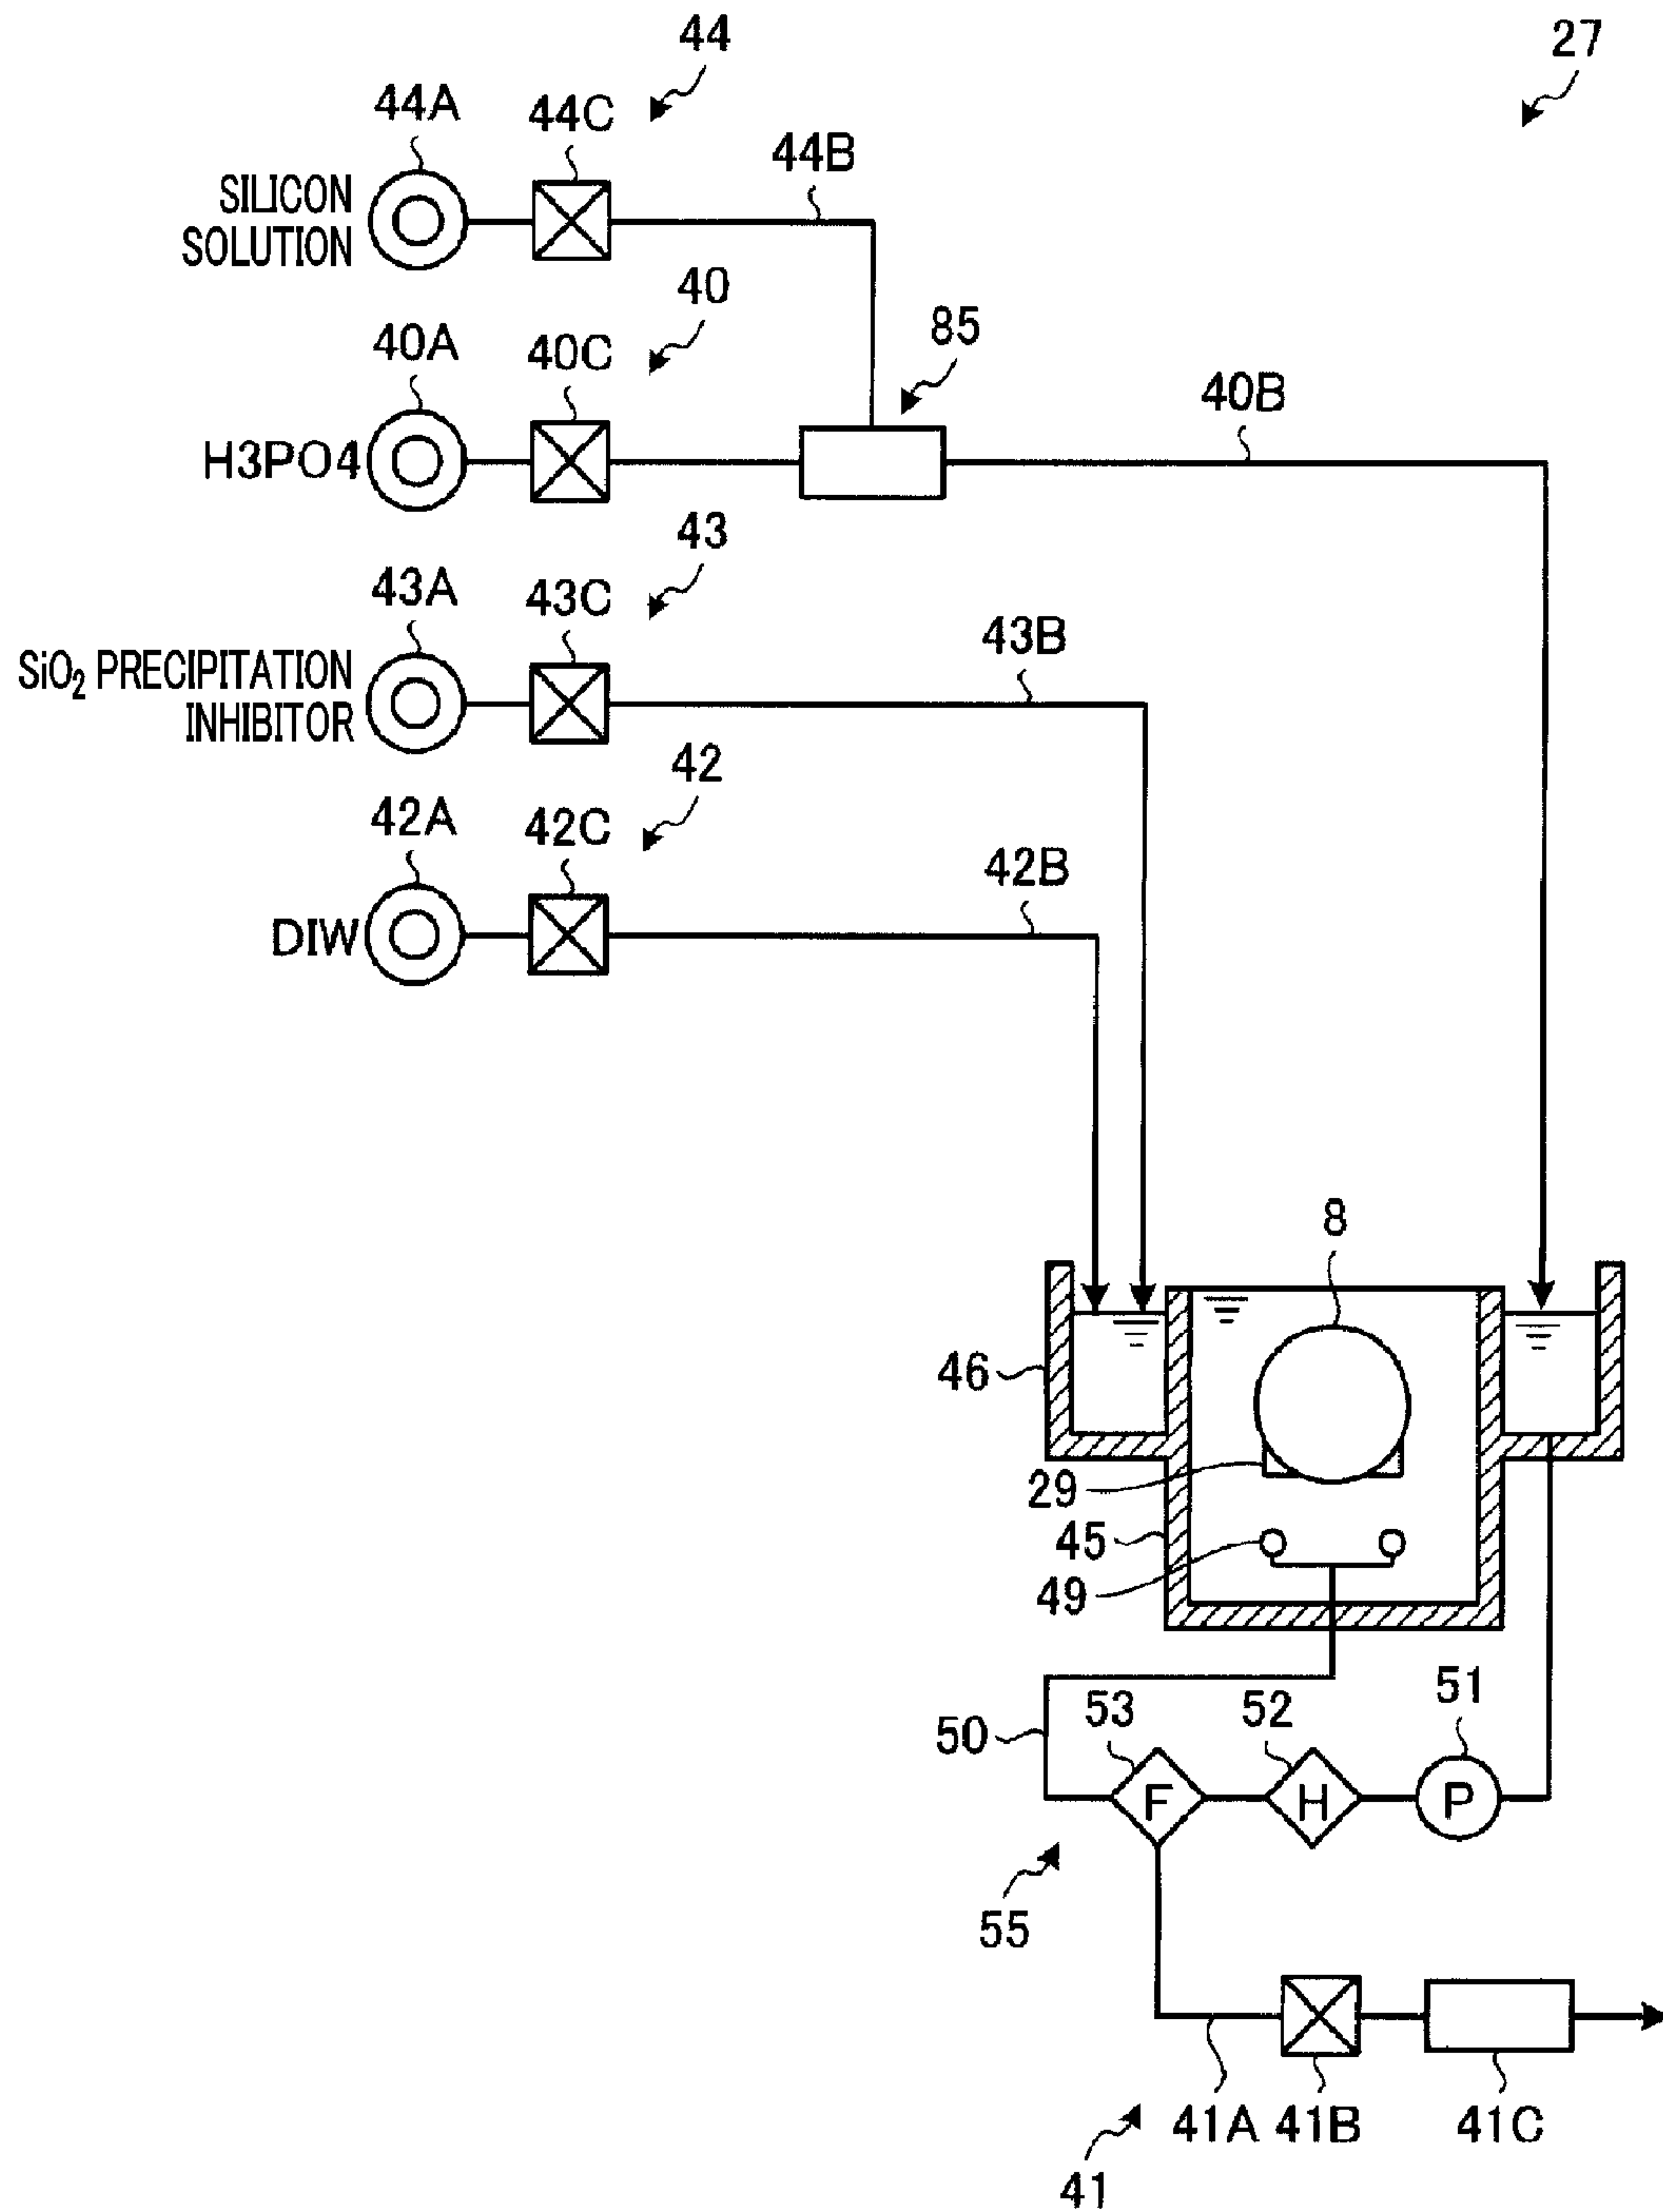 44
27
44A
44C
44B
SILICON
SOLUTION
40
85
40A
40C
40B
H3PO4
43
43A
43C
43B
SiO₂ PRECIPITATION
INHIBITOR
42
42A
42C
42B
DIW
8
46
29
45
49
51
53
52
50
F
H
P
55
41A
41B
41C
41